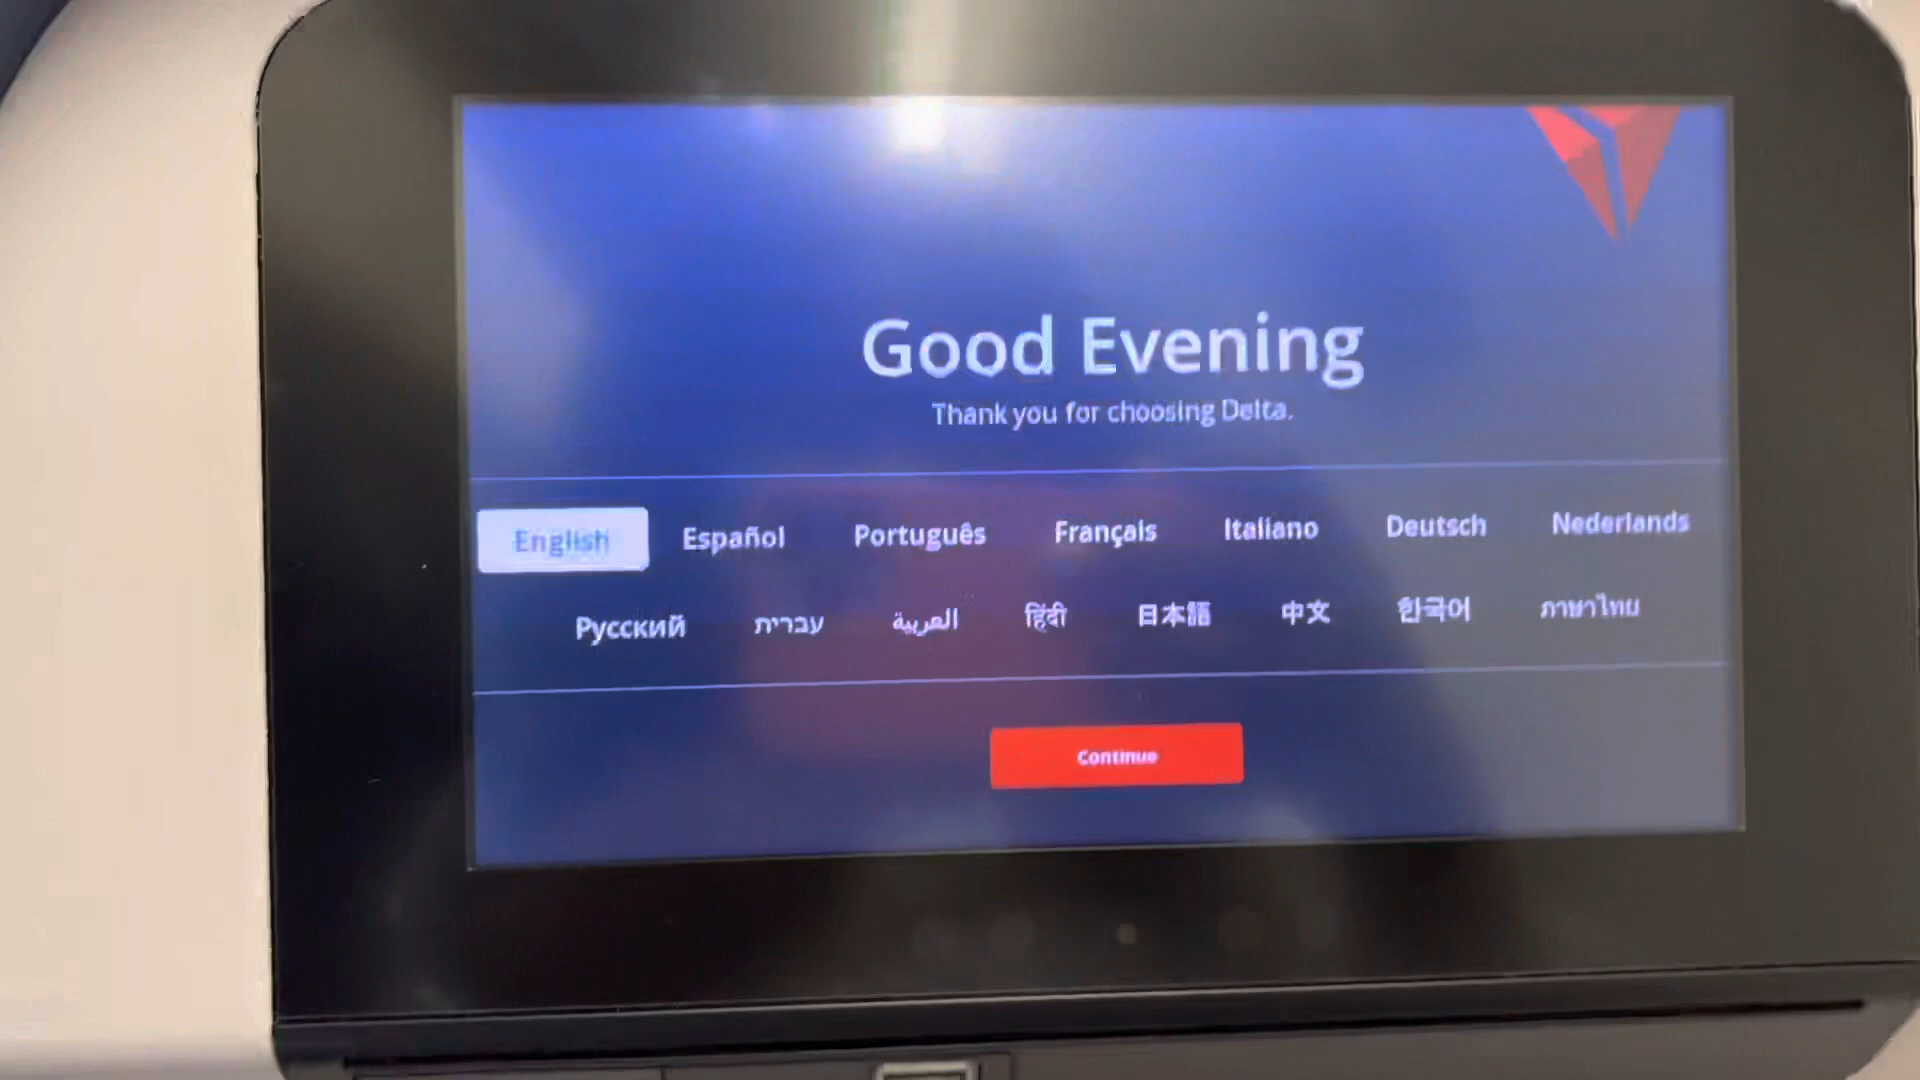 Good Evening
Thank you for choosing Delta.
English Español Português Français Italiano Deutsch Nederlands
Русский עברית العربية हिंदी 日本語 中文 한국어 ภาษาไทย
Continue